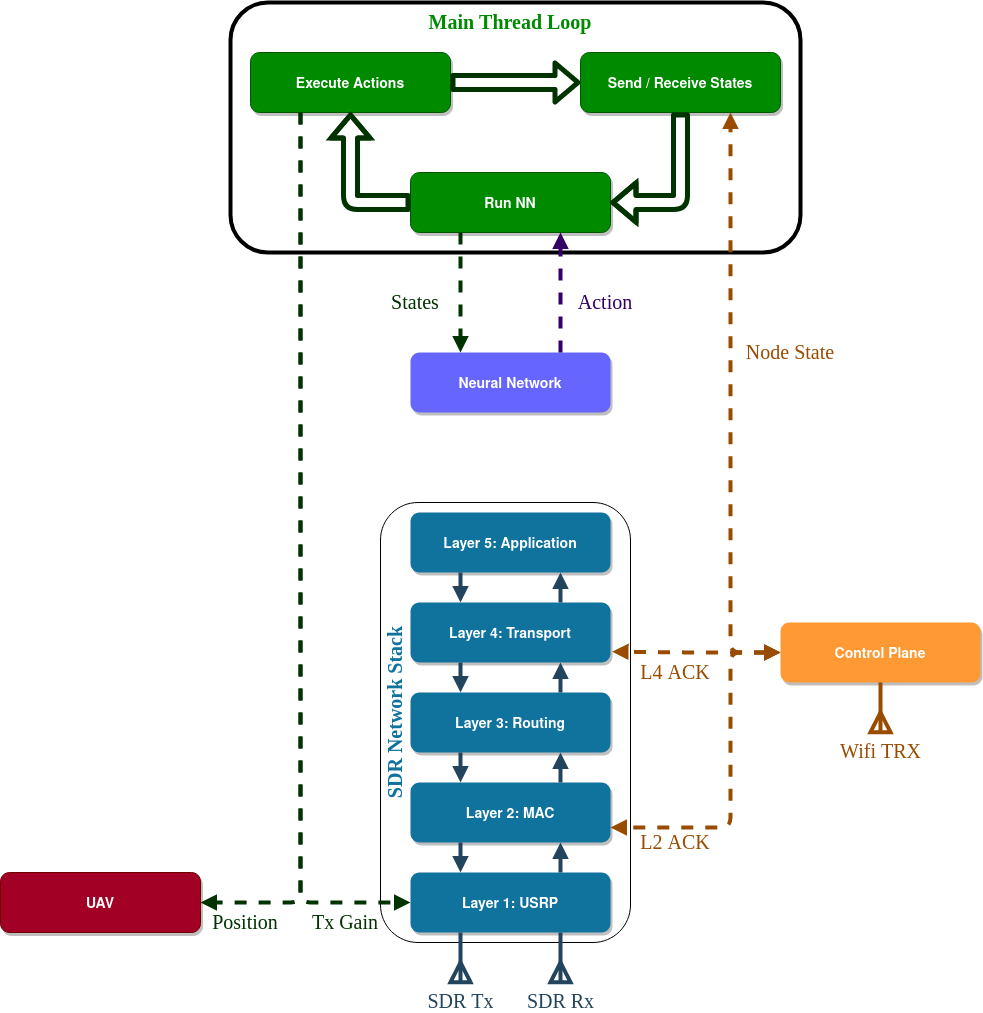 Main Thread Loop
Execute Actions
Send / Receive States
Run NN
States
Action
Node State
Neural Network
Layer 5: Application
SDR Network Stack
Layer 4: Transport
Control Plane
L4 ACK
Layer 3: Routing
Wifi TRX
Layer 2: MAC
L2 ACK
UAV
Layer 1: USRP
Position
Tx Gain
SDR Tx
SDR Rx